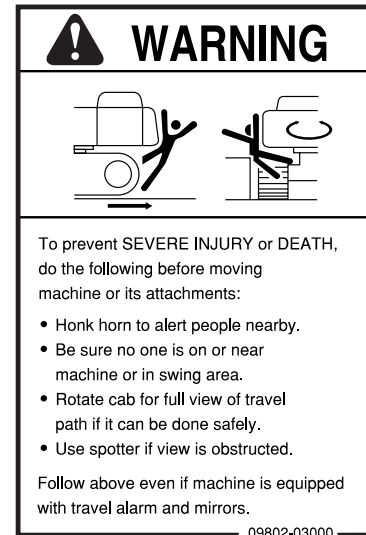 WARNING
To prevent SEVERE INJURY or DEATH,
do the following before moving
machine or its attachments:
• Honk horn to alert people nearby.
• Be sure no one is on or near
machine or in swing area.
• Rotate cab for full view of travel
path if it can be done safely.
• Use spotter if view is obstructed.
Follow above even if machine is equipped
with travel alarm and mirrors.
09802-03000